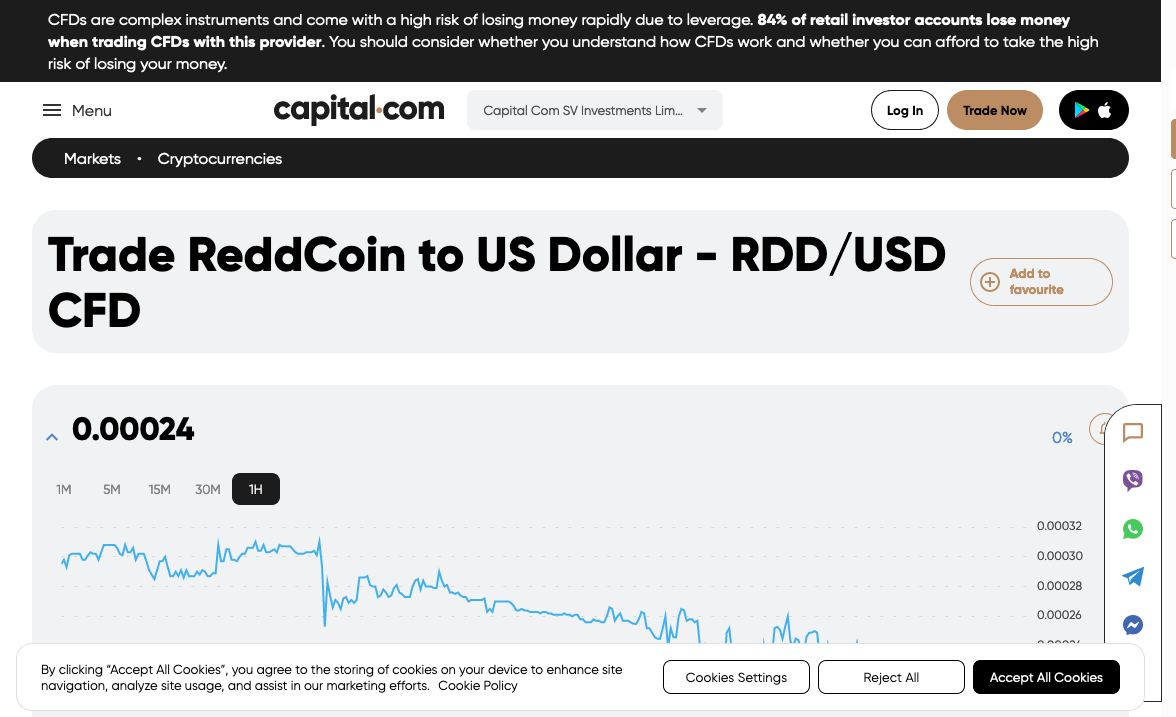 CFDs are complex instruments and come with a high risk of losing money rapidly due to leverage. 84% of retail investor accounts lose money
when trading CFDs with this provider. You should consider whether you understand how CFDs work and whether you can afford to take the high
risk of losing your money.
Menu
capital.com
Capital Com SV Investments Lim...
Log In
Trade Now
Markets • Cryptocurrencies
Trade ReddCoin to US Dollar - RDD/USD
CFD
Add to
favourite
0.00024
0%
1M 5M 15M 30M 1H
0.00032
0.00030
0.00028
0.00026
By clicking “Accept All Cookies”, you agree to the storing of cookies on your device to enhance site
navigation, analyze site usage, and assist in our marketing efforts. Cookie Policy
Cookies Settings
Reject All
Accept All Cookies